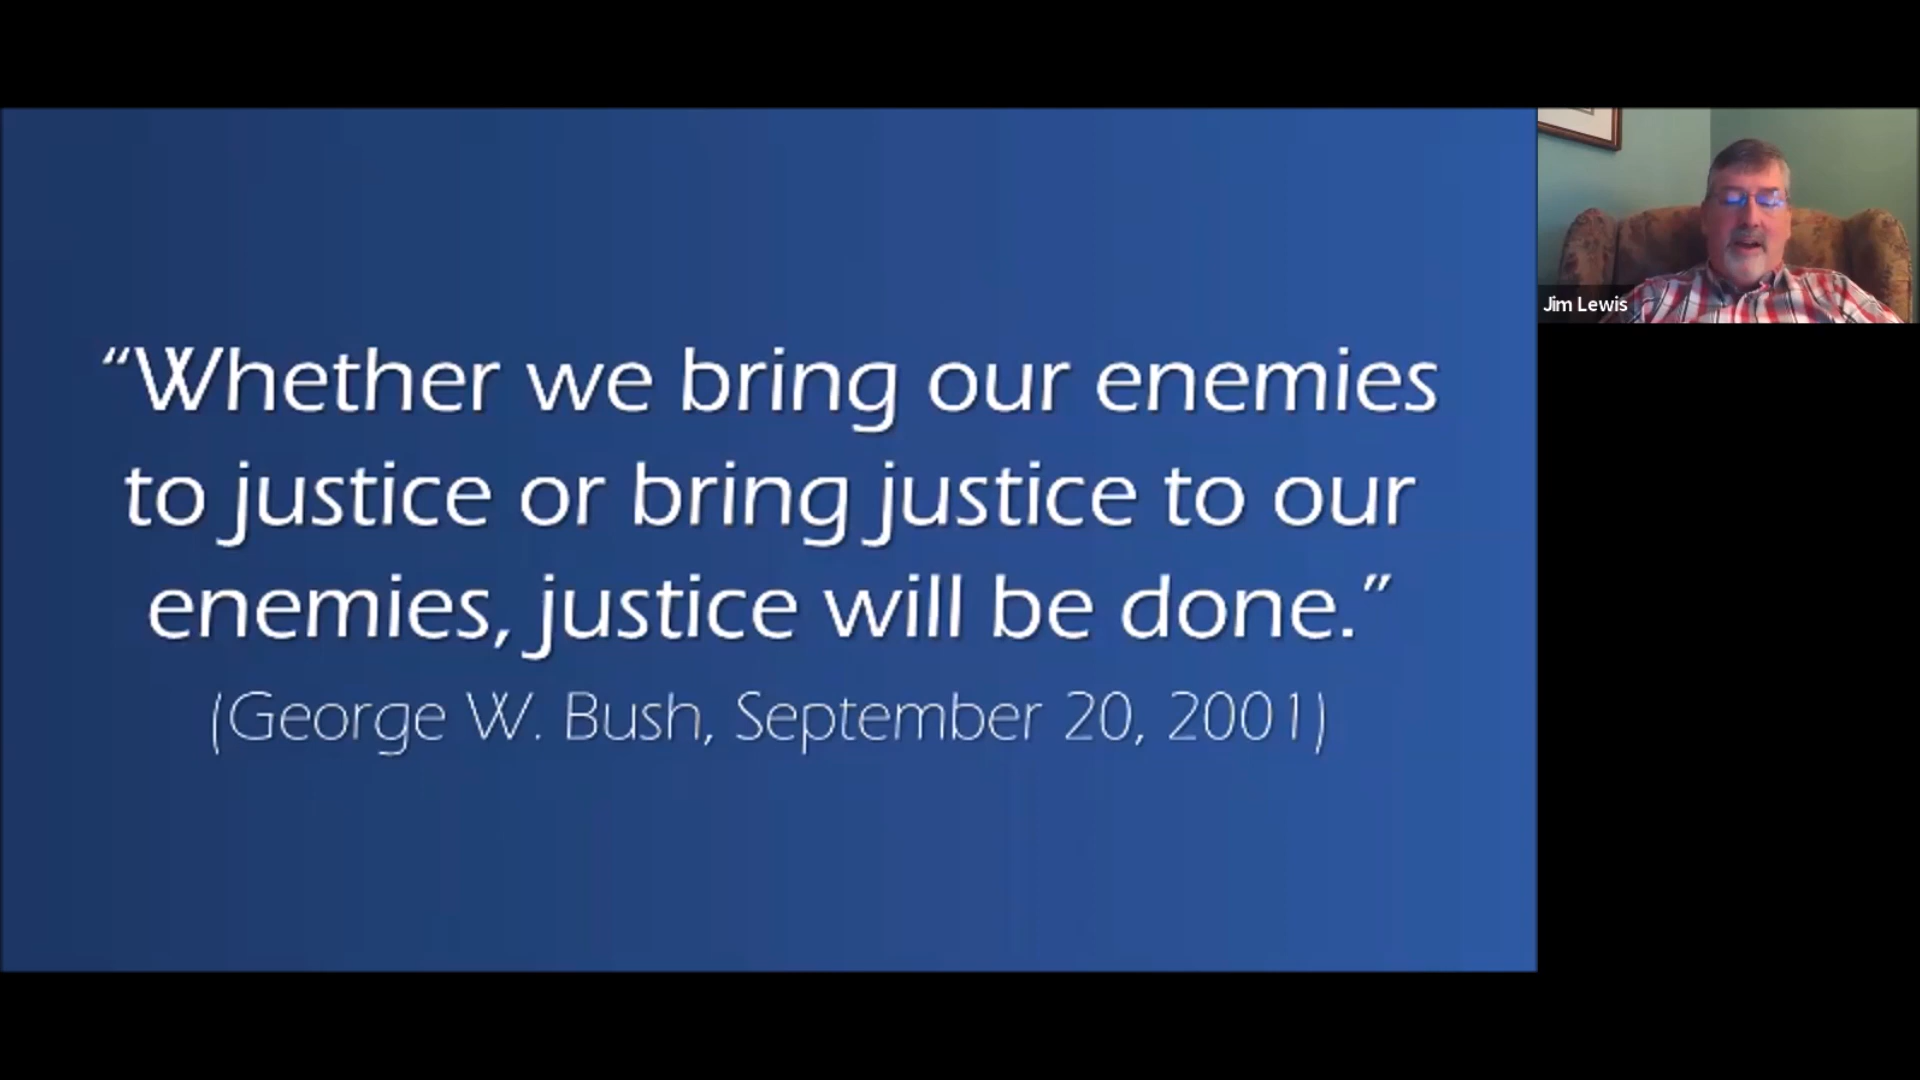 “Whether we bring our enemies
to justice or bring justice to our
enemies, justice will be done.”
(George W. Bush, September 20, 2001)
Jim Lewis